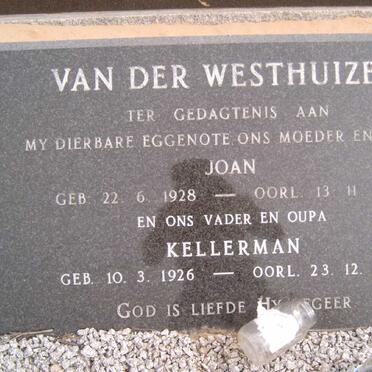 VAN DER WESTHUIZE
TER GEDAGTENIS AAN
MY DIERBARE EGGENOTE, ONS MOEDER EN
JOAN
GEB. 22. 6. 1928 — OORL. 13. 11
EN ONS VADER EN OUPA
KELLERMAN
GEB. 10. 3. 1926 — OORL. 23. 12.
GOD IS LIEFDE HY